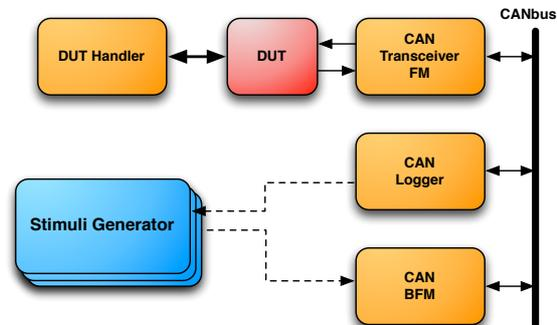 CANbus
DUT Handler
DUT
CAN
Transceiver
FM
CAN
Logger
Stimuli Generator
CAN
BFM